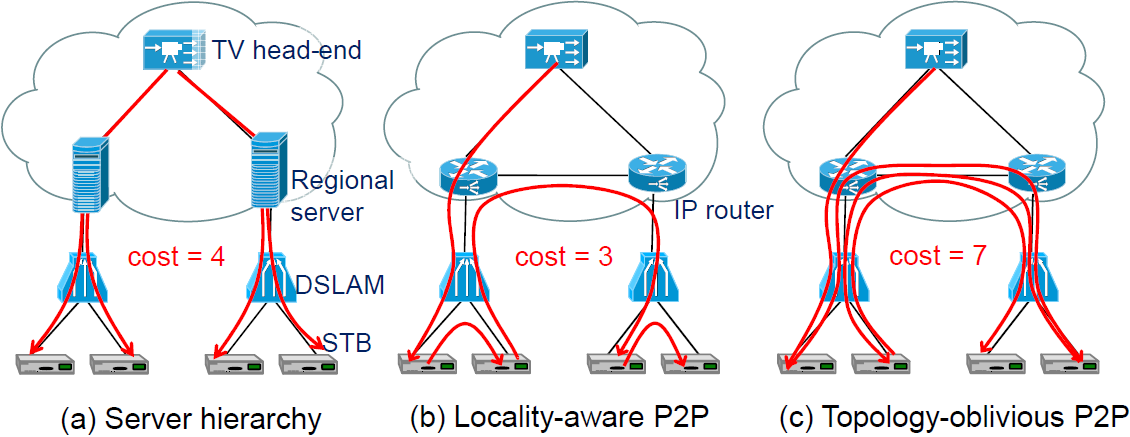 TV head-end
Regional
server
IP router
cost = 4
cost = 3
cost = 7
DSLAM
STB
(a) Server hierarchy
(b) Locality-aware P2P
(c) Topology-oblivious P2P